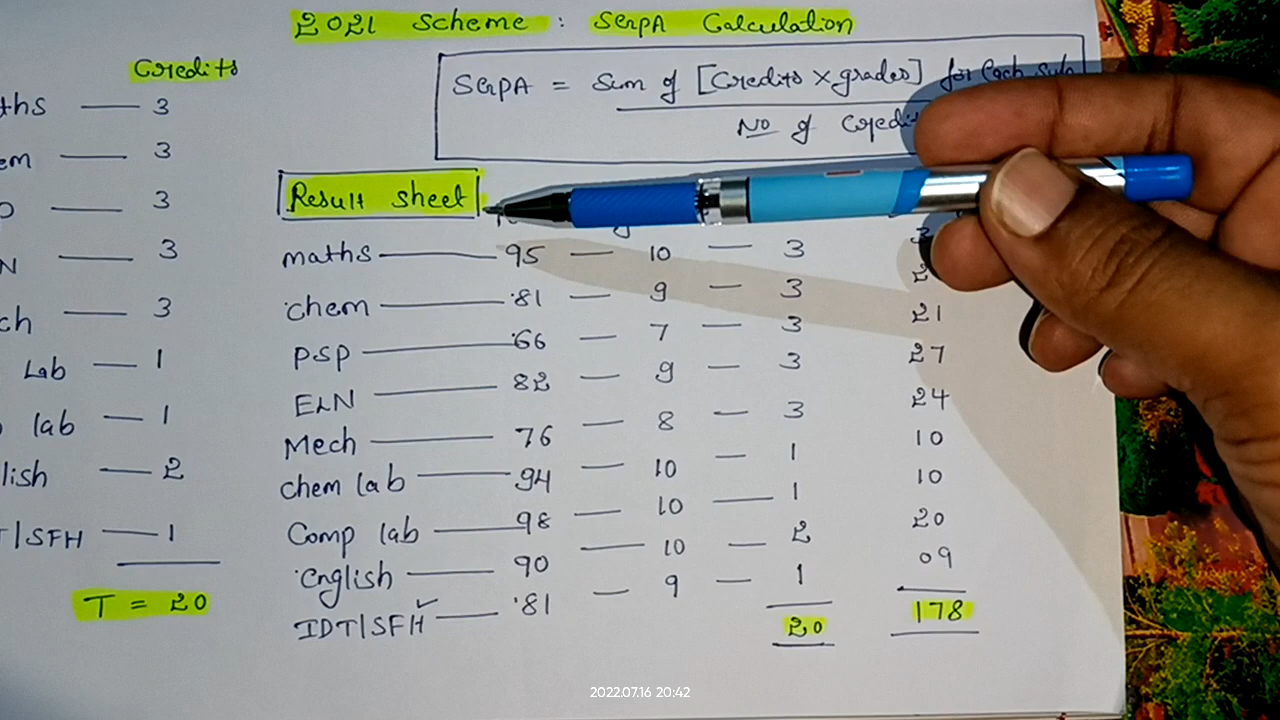 2021 Scheme : SGPA Calculation
Credits
SGPA = Sum of [Credits × grades] for each sub
No of Credi
ths — 3
em — 3
3
N — 3
ch — 3
Lab — 1
lab — 1
lish — 2
T/SFH — 1
T = 20
Result sheet
maths — 95 — 10 — 3
chem — 81 — 9 — 3 2
PSP — 66 — 7 — 3 21
ELN — 82 — 9 — 3 27
Mech — 76 — 8 — 3 24
chem lab — 94 — 10 — 1 10
Comp lab — 98 — 10 — 1 10
English — 90 — 10 — 2 20
IDT/SFH — 81 — 9 — 1 09
20 178
2022.07.16 20:42